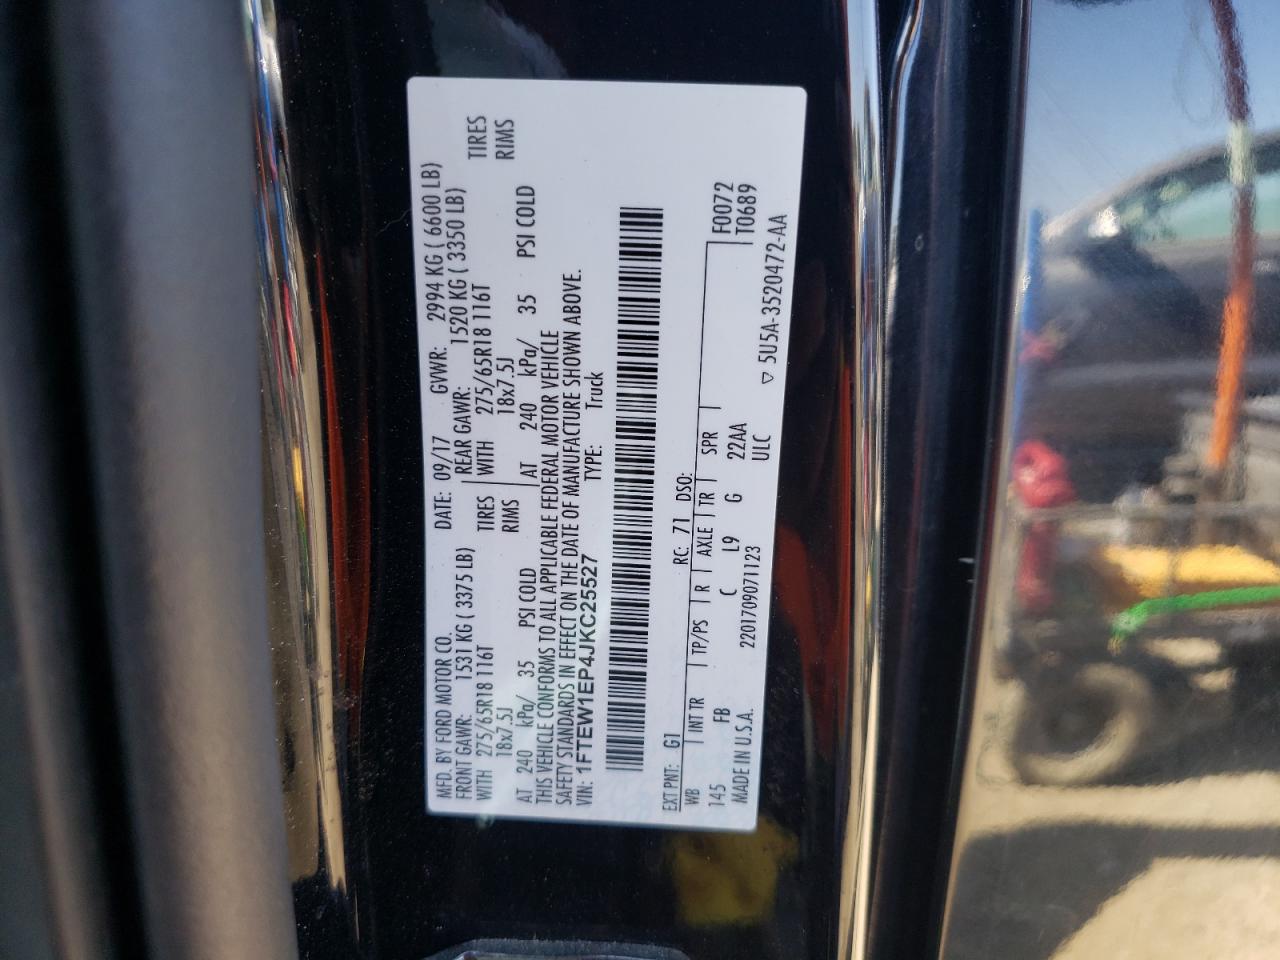 MFD. BY FORD MOTOR CO. DATE: 09/17 GVWR: 2994 KG ( 6600 LB)
FRONT GAWR: 1531 KG ( 3375 LB) REAR GAWR: 1520 KG ( 3350 LB)
WITH 275/65R18 116T TIRES WITH 275/65R18 116T TIRES
18x7.5J RIMS 18x7.5J RIMS
AT 240 kPa/ 35 PSI COLD AT 240 kPa/ 35 PSI COLD
THIS VEHICLE CONFORMS TO ALL APPLICABLE FEDERAL MOTOR VEHICLE
SAFETY STANDARDS IN EFFECT ON THE DATE OF MANUFACTURE SHOWN ABOVE.
VIN: 1FTEW1EP4JKC25527 TYPE: Truck
EXT PNT: G1 RC: 71 DSO: F0072
WB INT TR TP/PS R AXLE TR SPR T0689
145 FB C L9 G 22AA
MADE IN U.S.A. 2201709071123 ULC ▽ 5U5A-3520472-AA